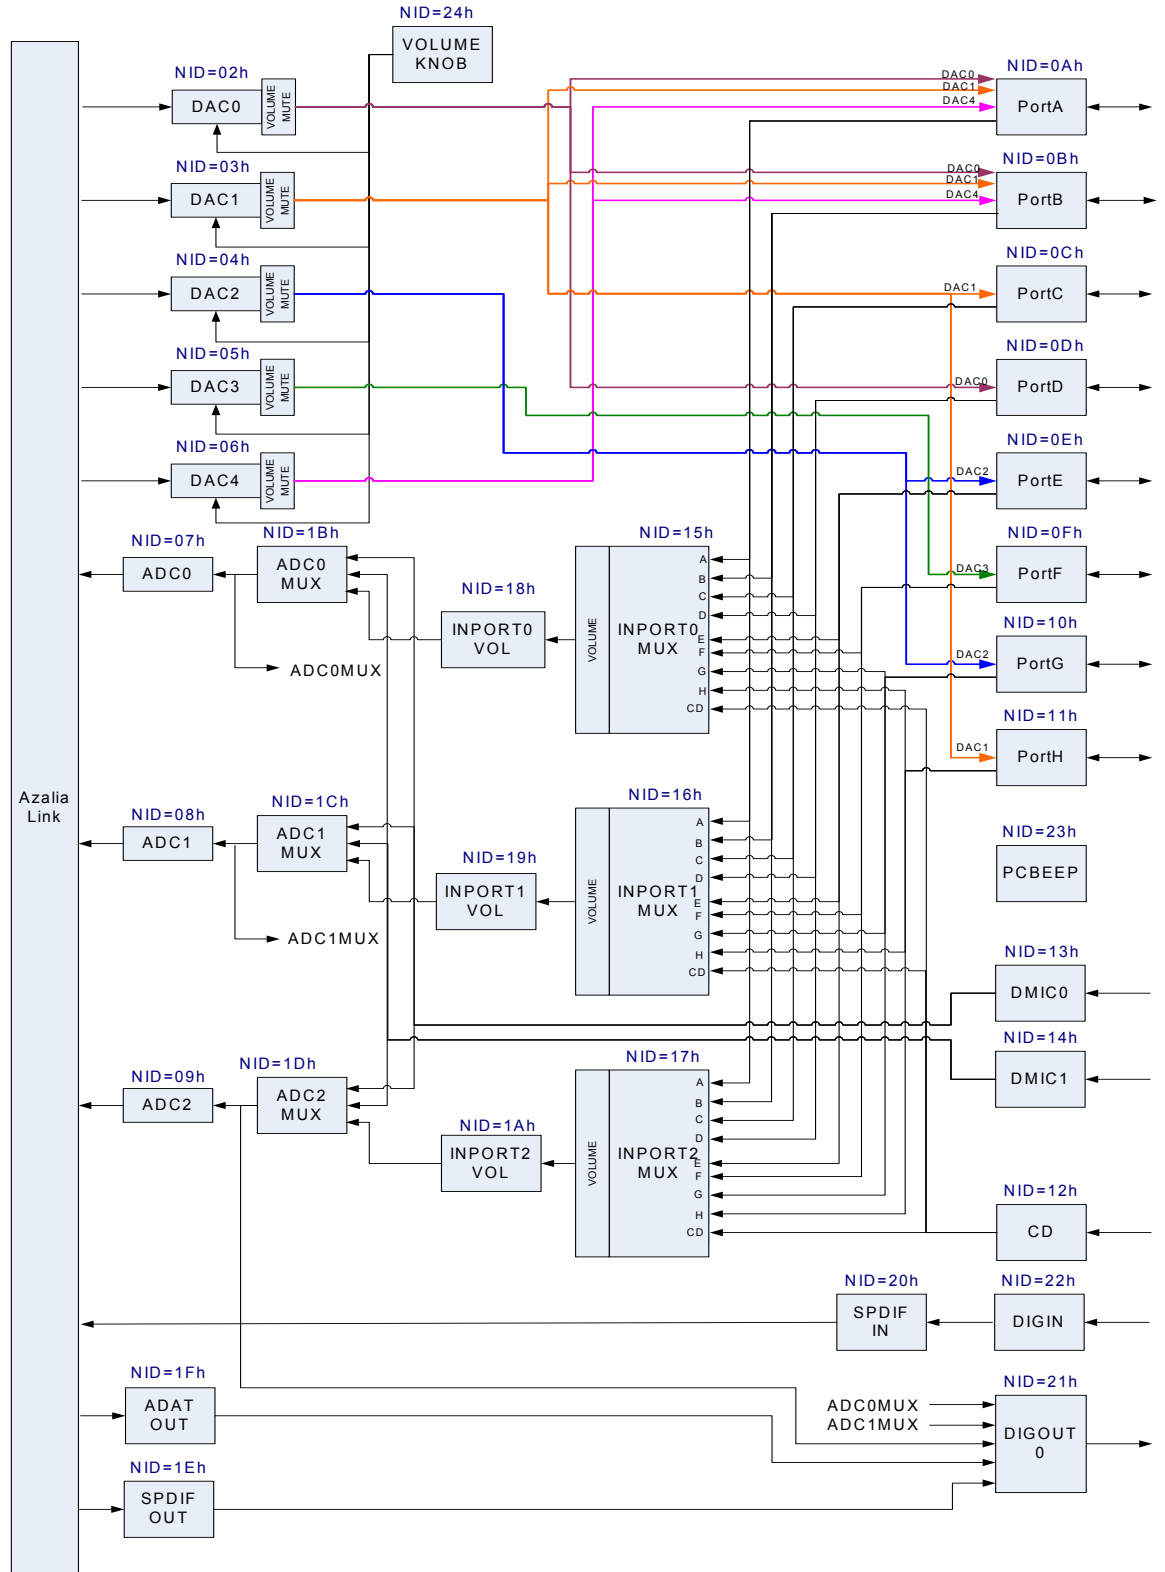 NID=24h
VOLUME
KNOB
NID=02h
DAC0
VOLUME
MUTE
NID=03h
DAC1
VOLUME
MUTE
NID=04h
DAC2
VOLUME
MUTE
NID=05h
DAC3
VOLUME
MUTE
NID=06h
DAC4
VOLUME
MUTE
DAC0
DAC1
DAC4
NID=0Ah
PortA
DAC0
DAC1
DAC4
NID=0Bh
PortB
DAC1
NID=0Ch
PortC
DAC0
NID=0Dh
PortD
DAC2
NID=0Eh
PortE
DAC3
NID=0Fh
PortF
DAC2
NID=10h
PortG
DAC1
NID=11h
PortH
NID=23h
PCBEEP
NID=13h
DMIC0
NID=14h
DMIC1
NID=12h
CD
NID=22h
DIGIN
NID=20h
SPDIF
IN
NID=21h
DIGOUT
0
ADC0MUX
ADC1MUX
Azalia
Link
NID=07h
ADC0
NID=1Bh
ADC0
MUX
ADC0MUX
NID=18h
INPORT0
VOL
NID=15h
VOLUME
INPORT0
MUX
A
B
C
D
E
F
G
H
CD
NID=08h
ADC1
NID=1Ch
ADC1
MUX
ADC1MUX
NID=19h
INPORT1
VOL
NID=16h
VOLUME
INPORT1
MUX
A
B
C
D
E
F
G
H
CD
NID=09h
ADC2
NID=1Dh
ADC2
MUX
NID=1Ah
INPORT2
VOL
NID=17h
VOLUME
INPORT2
MUX
A
B
C
D
E
F
G
H
CD
NID=1Fh
ADAT
OUT
NID=1Eh
SPDIF
OUT